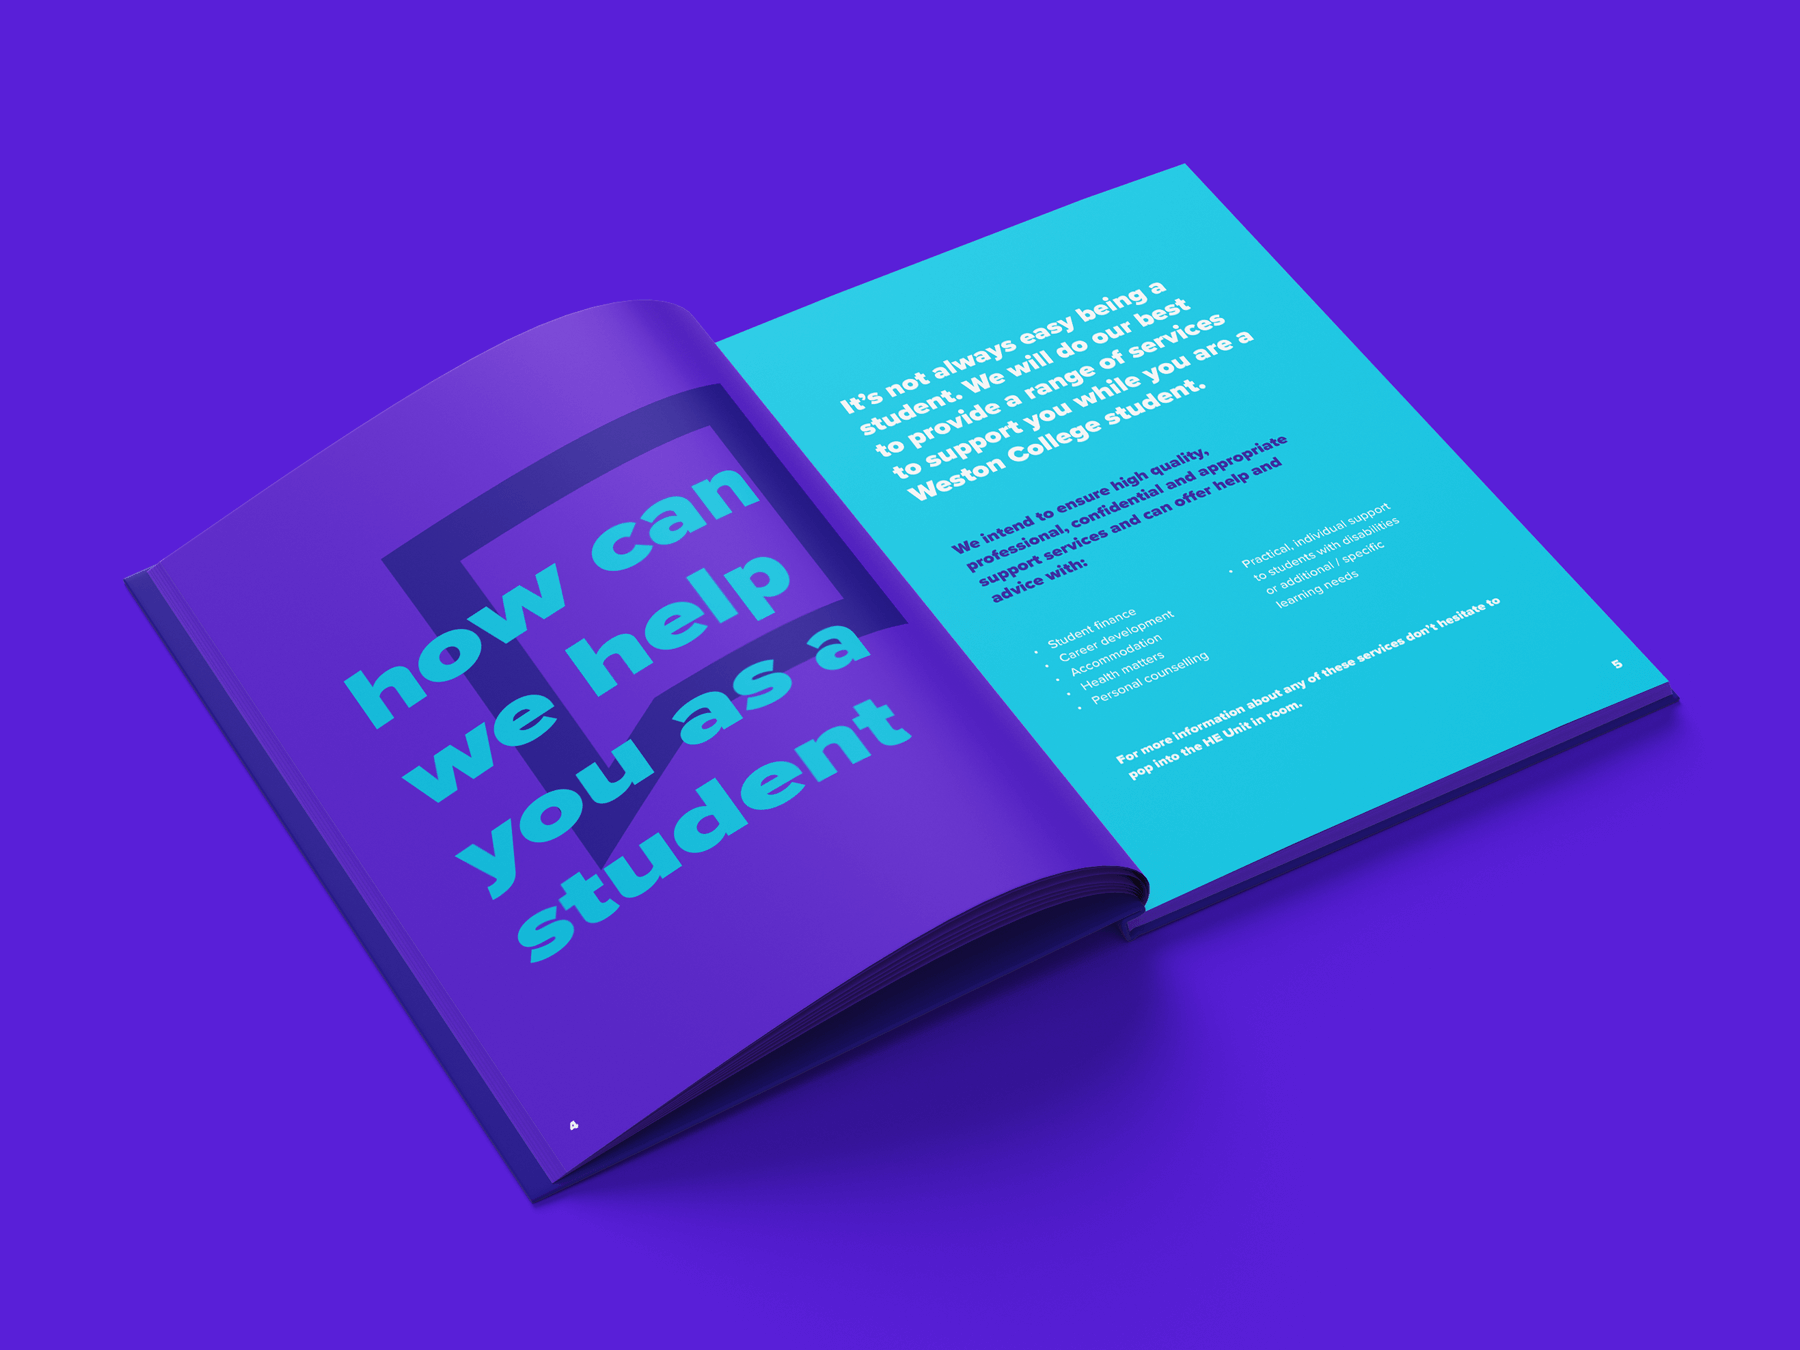 how can
we help
you as a
student
4
It's not always easy being a
student. We will do our best
to provide a range of services
to support you while you are a
Weston College student.
We intend to ensure high quality,
professional, confidential and appropriate
support services and can offer help and
advice with:
• Student finance
• Career development
• Accommodation
• Health matters
• Personal counselling
• Practical, individual support
to students with disabilities
or additional / specific
learning needs
For more information about any of these services don't hesitate to
pop into the HE Unit in room.
5